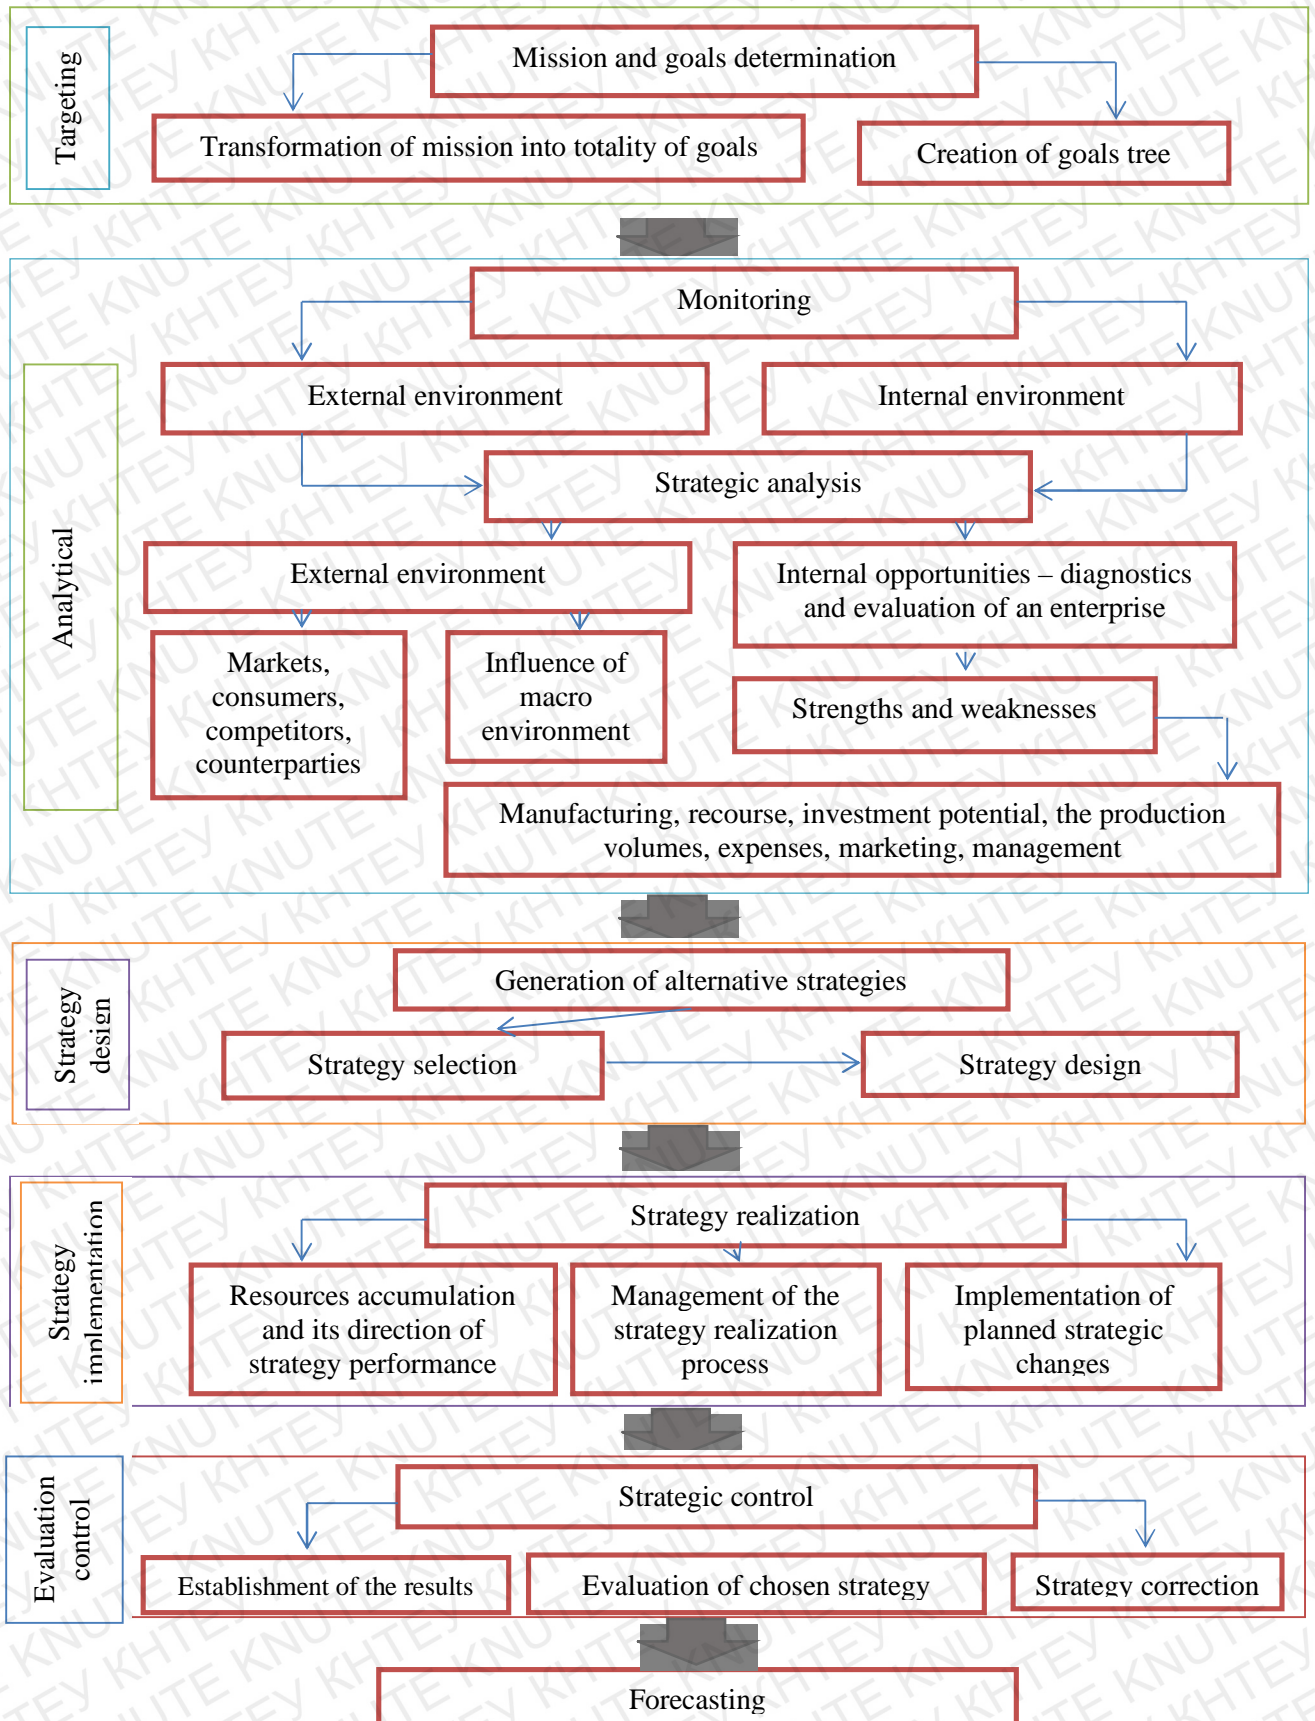 Targeting
Mission and goals determination
Transformation of mission into totality of goals
Creation of goals tree
Analytical
Monitoring
External environment
Internal environment
Strategic analysis
External environment
Internal opportunities – diagnostics
and evaluation of an enterprise
Markets,
consumers,
competitors,
counterparties
Influence of
macro
environment
Strengths and weaknesses
Manufacturing, recourse, investment potential, the production
volumes, expenses, marketing, management
Strategy
design
Generation of alternative strategies
Strategy selection
Strategy design
Strategy
implementation
Strategy realization
Resources accumulation
and its direction of
strategy performance
Management of the
strategy realization
process
Implementation of
planned strategic
changes
Evaluation
control
Strategic control
Establishment of the results
Evaluation of chosen strategy
Strategy correction
Forecasting
КНТЕУ KNUTE